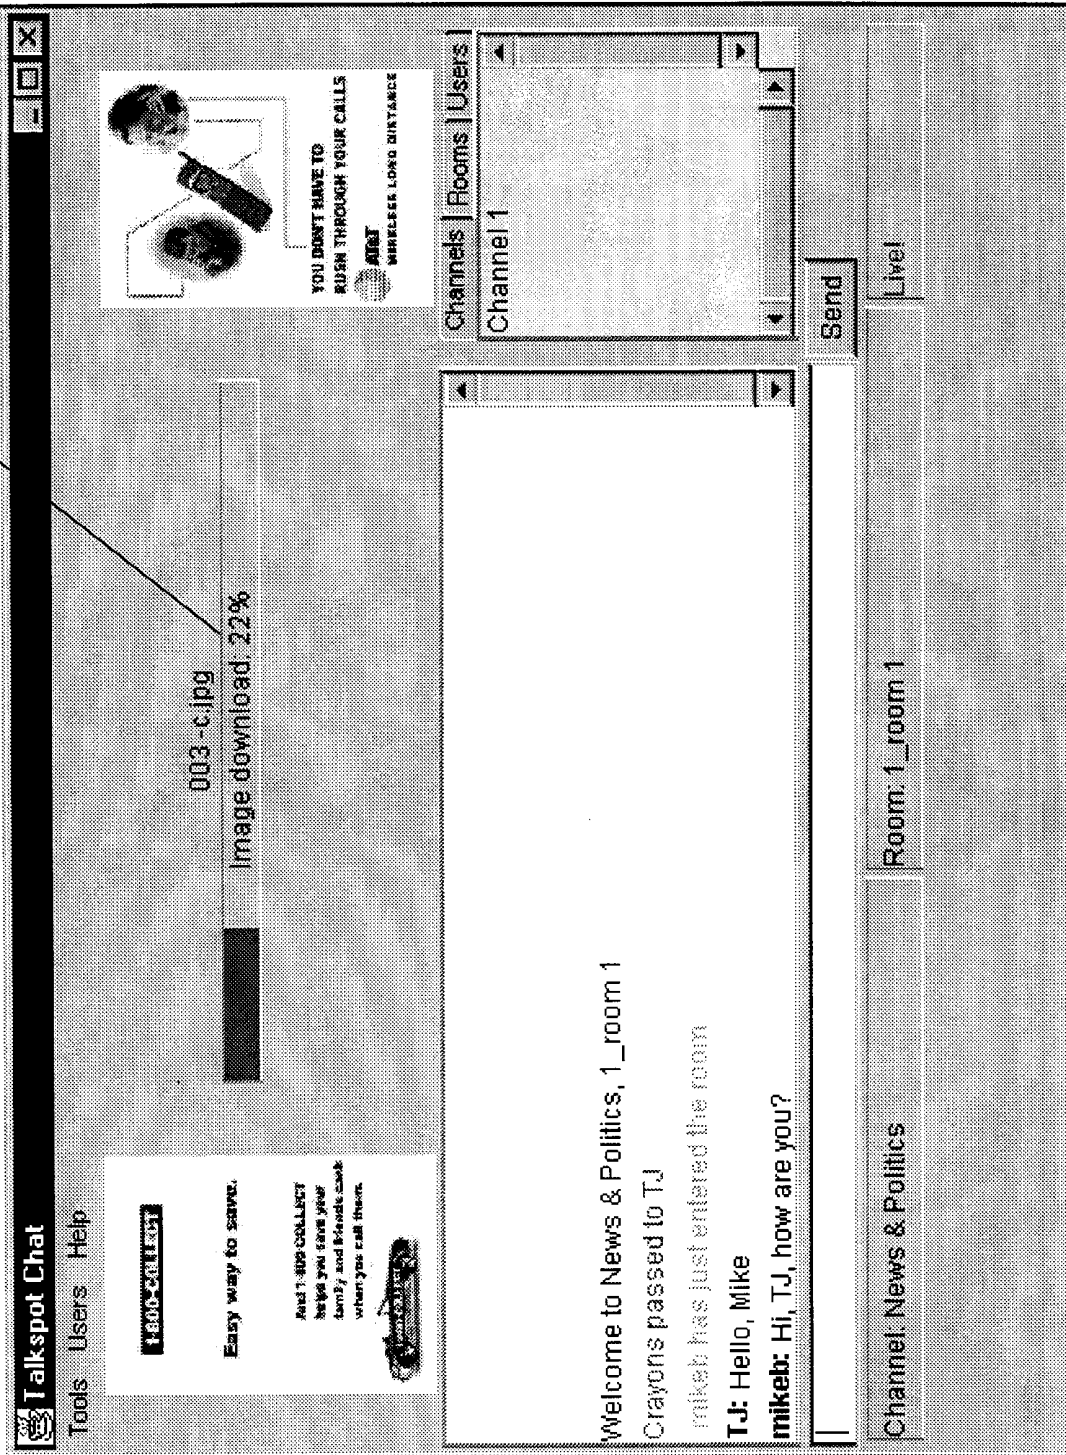 Talkspot Chat
Tools Users Help
1-800-COLLECT
Easy way to save.
And 1-800-COLLECT
helps you save your
family and friends cash
when you call them.
003-c.jpg
Image download: 22%
YOU DON'T HAVE TO
RUSH THROUGH YOUR CALLS
AT&T
WIRELESS LONG DISTANCE
Welcome to News & Politics, 1_room 1
Crayons passed to TJ
mikeb has just entered the room
TJ: Hello, Mike
mikeb: Hi, TJ, how are you?
Channels Rooms Users
Channel 1
Send
Channel: News & Politics
Room: 1_room 1
Live!